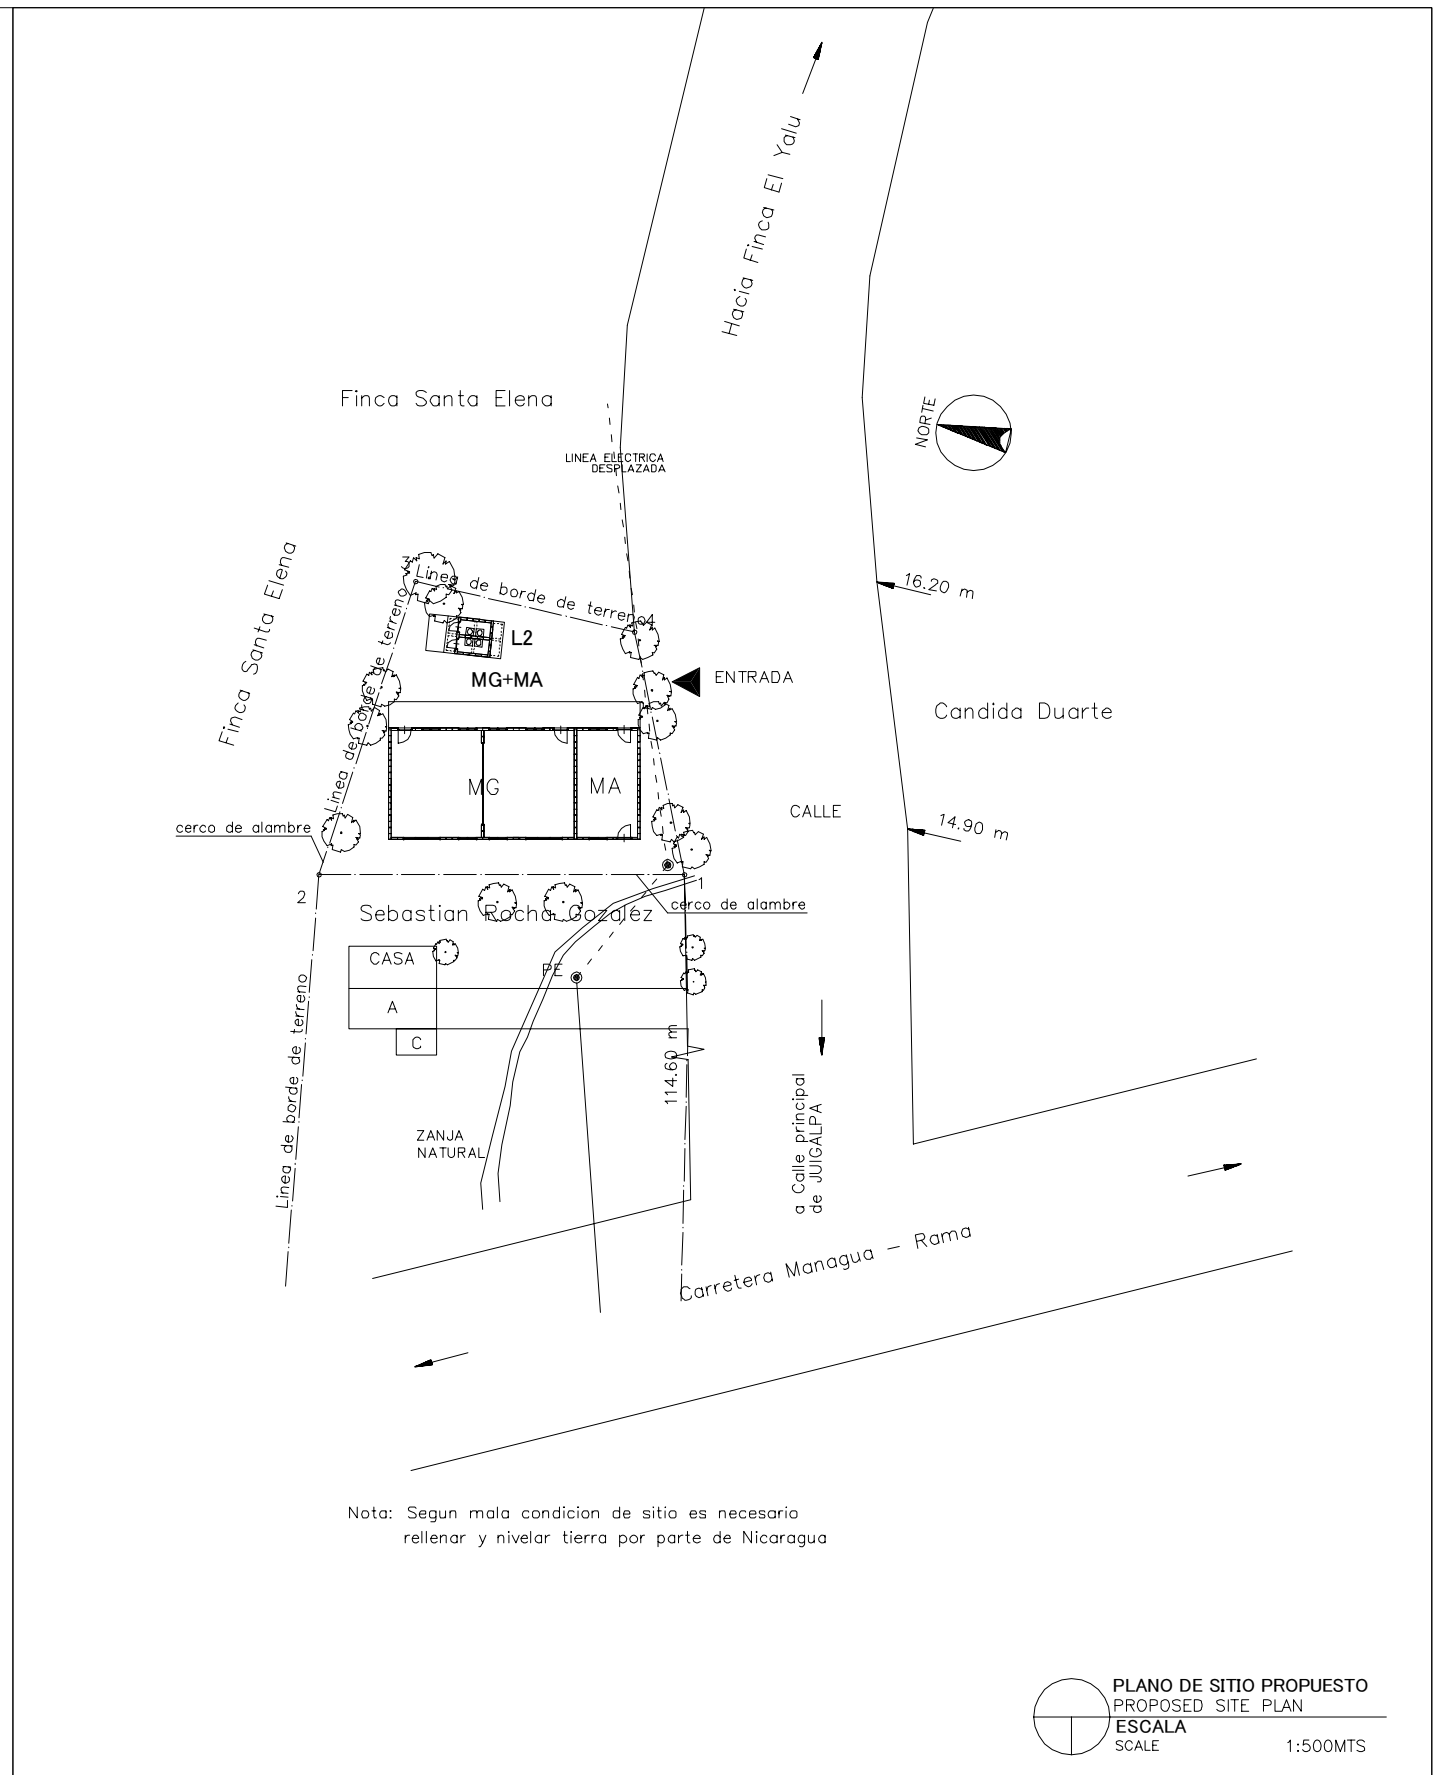 Hacia Finca El Yalu
Finca Santa Elena
NORTE
LINEA ELECTRICA
DESPLAZADA
Finca Santa Elena
3
Linea de borde de terreno
4
16.20 m
L2
MG+MA
ENTRADA
Linea de borde de terreno
Candida Duarte
MG
MA
CALLE
14.90 m
cerco de alambre
2
1
cerco de alambre
Sebastian Rocha Gozalez
CASA
PE
A
C
114.60 m
Linea de borde de terreno
ZANJA
NATURAL
a Calle principal
de JUIGALPA
Carretera Managua - Rama
Nota: Segun mala condicion de sitio es necesario
rellenar y nivelar tierra por parte de Nicaragua
PLANO DE SITIO PROPUESTO
PROPOSED SITE PLAN
ESCALA
SCALE 1:500MTS